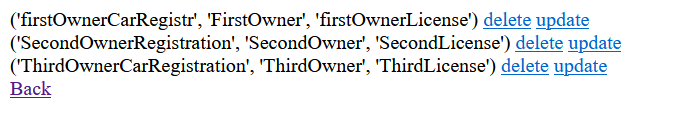 ('firstOwnerCarRegistr', 'FirstOwner', 'firstOwnerLicense') delete update
('SecondOwnerRegistration', 'SecondOwner', 'SecondLicense') delete update
('ThirdOwnerCarRegistration', 'ThirdOwner', 'ThirdLicense') delete update
Back